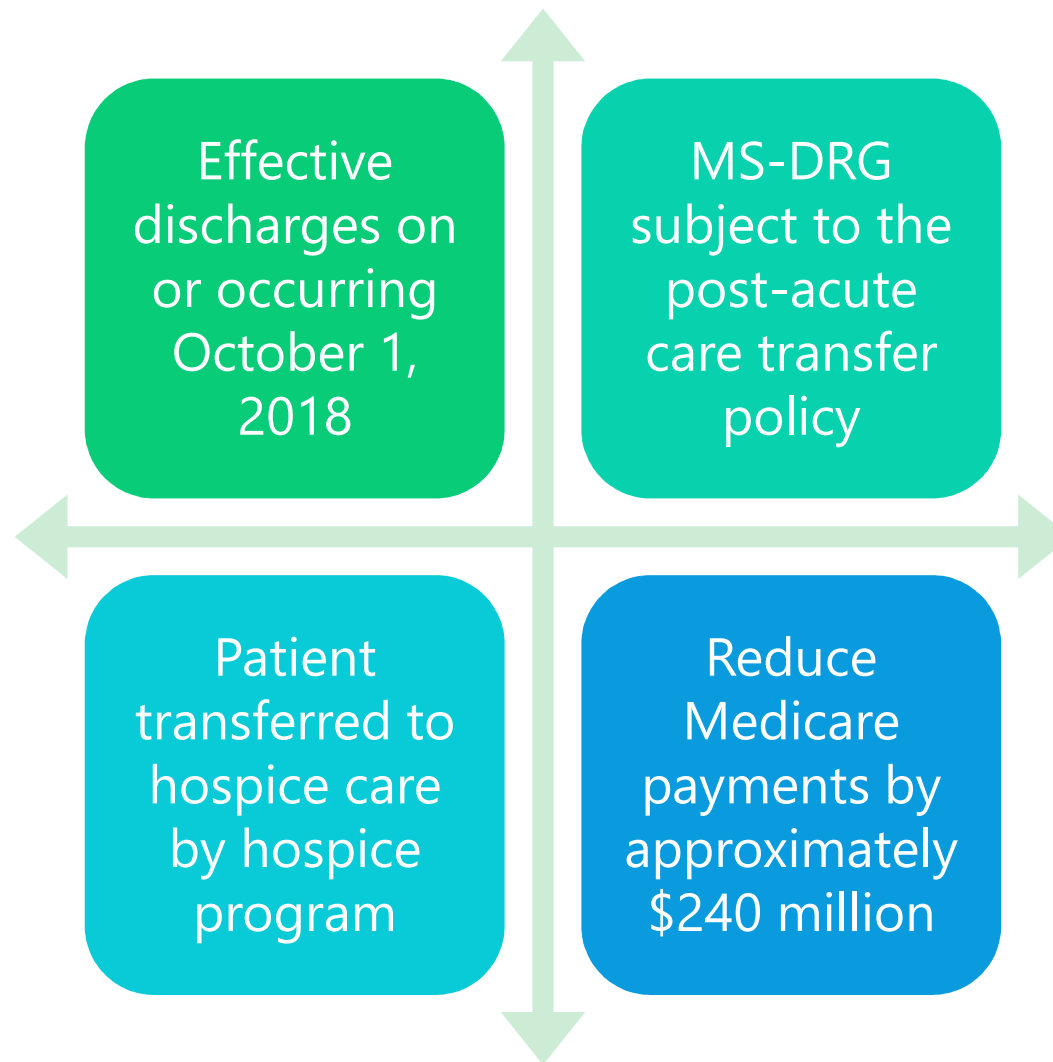 Effective
discharges on
or occurring
October 1,
2018
MS-DRG
subject to the
post-acute
care transfer
policy
Patient
transferred to
hospice care
by hospice
program
Reduce
Medicare
payments by
approximately
$240 million